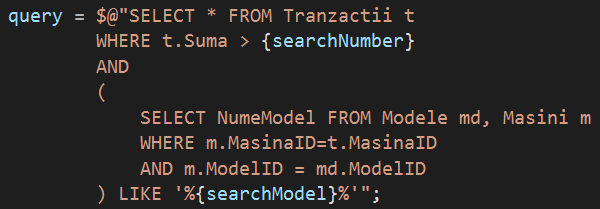 query = $@"SELECT * FROM Tranzactii t
WHERE t.Suma > {searchNumber}
AND
(
SELECT NumeModel FROM Modele md, Masini m
WHERE m.MasinaID=t.MasinaID
AND m.ModelID = md.ModelID
) LIKE '%{searchModel}%'";